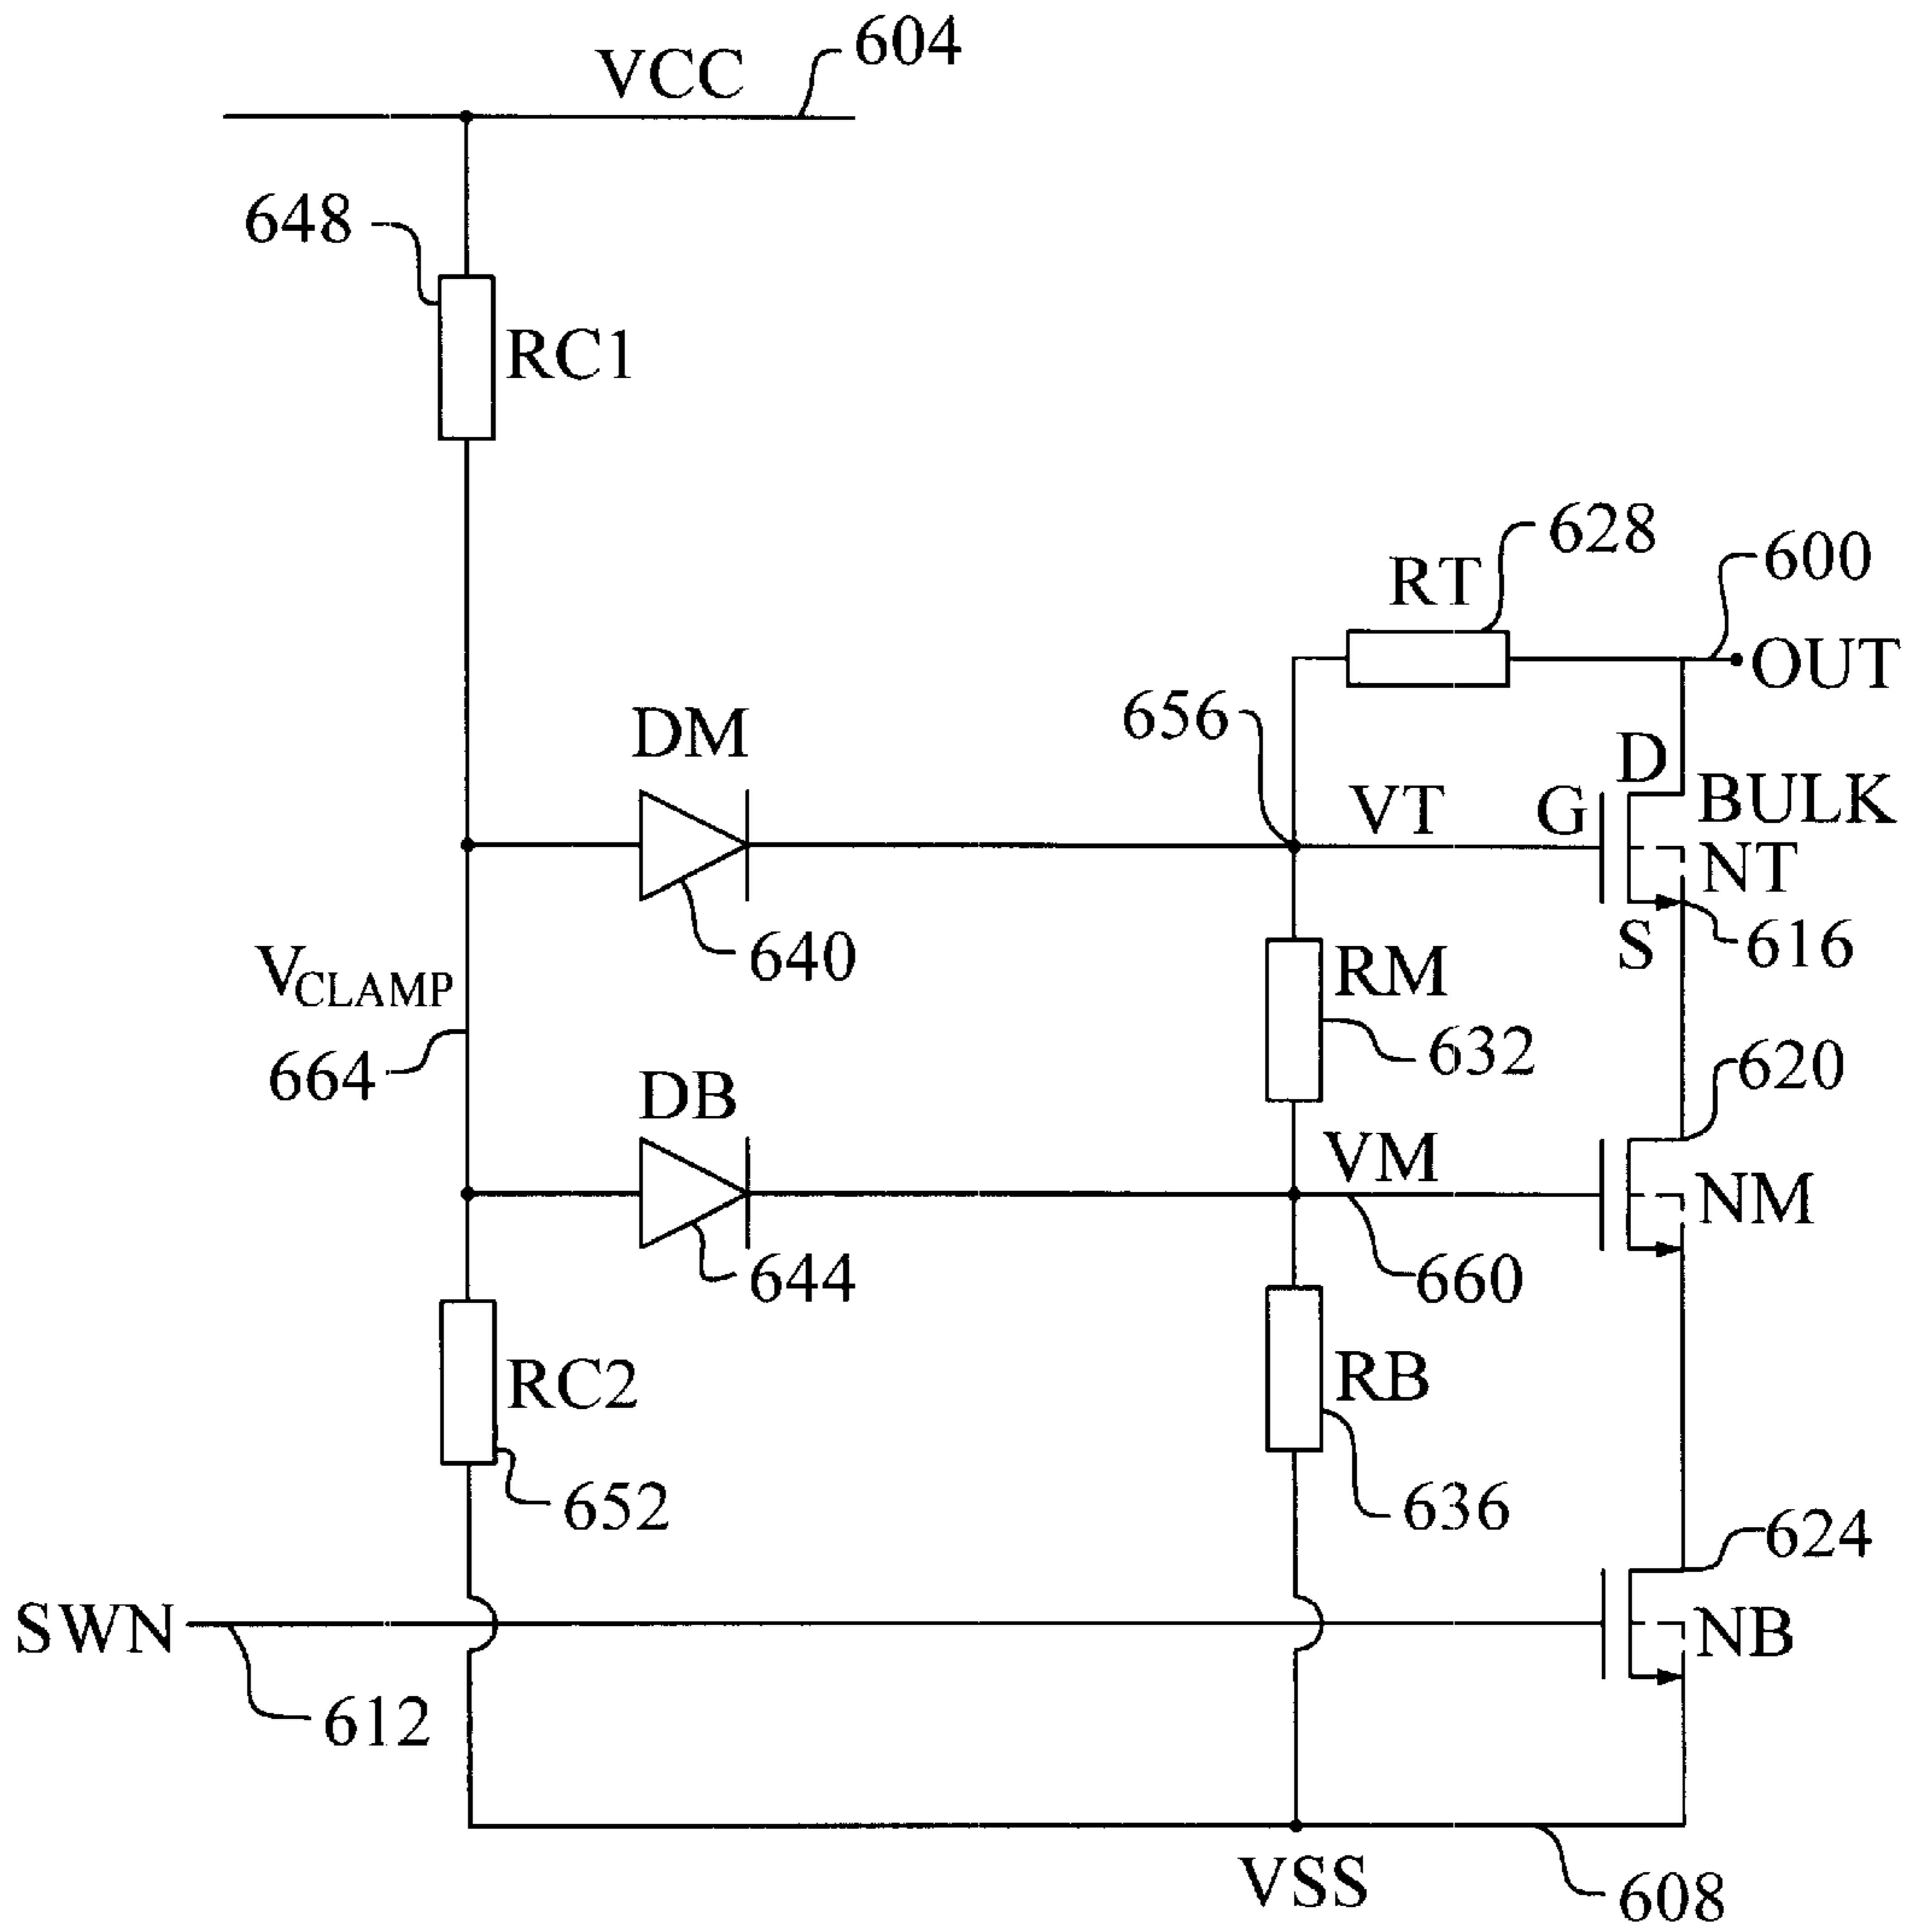 VCC
604
648
RC1
628
RT
600
OUT
656
DM
D
BULK
VT
G
NT
640
S
616
RM
VCLAMP
632
664
620
DB
VM
NM
644
660
RC2
RB
652
636
624
SWN
NB
612
VSS
608